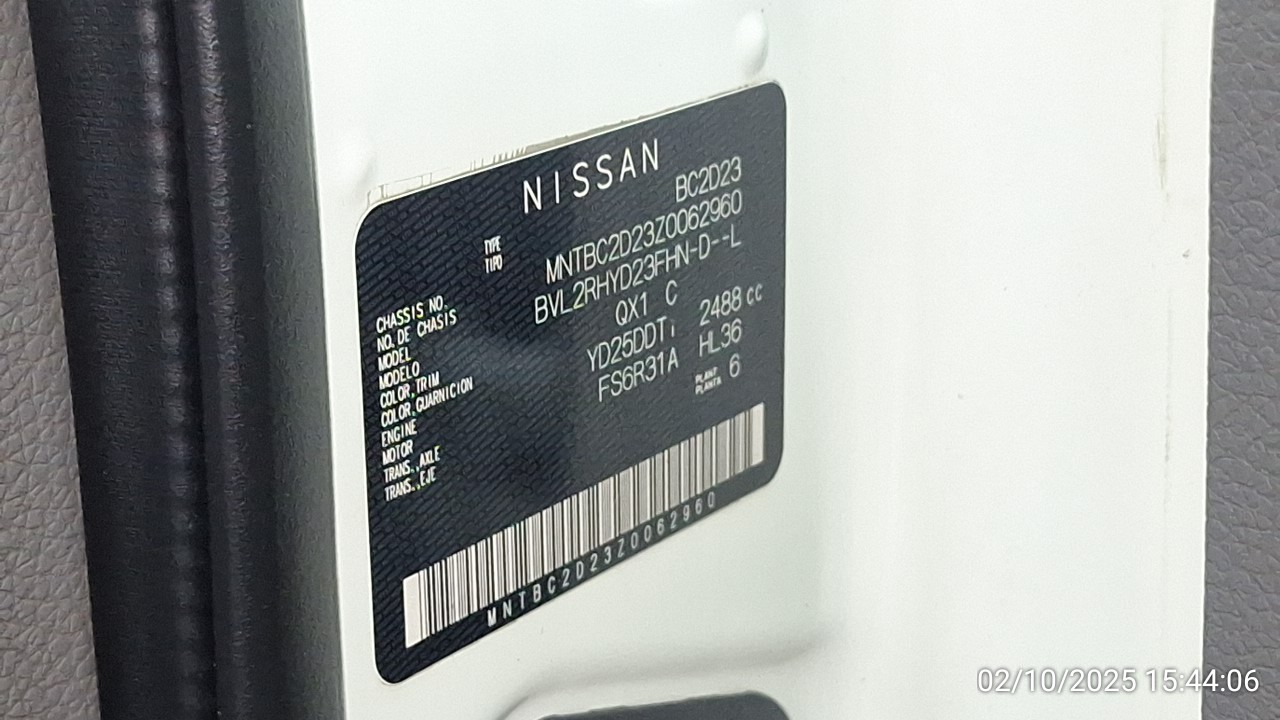 NISSAN
TYPE
TIPO
BC2D23
CHASSIS NO.
NO. DE CHASIS
MNTBC2D23Z0062960
MODEL
MODELO
BVL2RHYD23FHN-D--L
COLOR,TRIM
COLOR,GUARNICION
QX1 C
ENGINE
MOTOR
YD25DDTi 2488 cc
TRANS.,AXLE
TRANS.,EJE
FS6R31A HL36
PLANT
PLANTA
6
MNTBC2D23Z0062960
02/10/2025 15:44:06